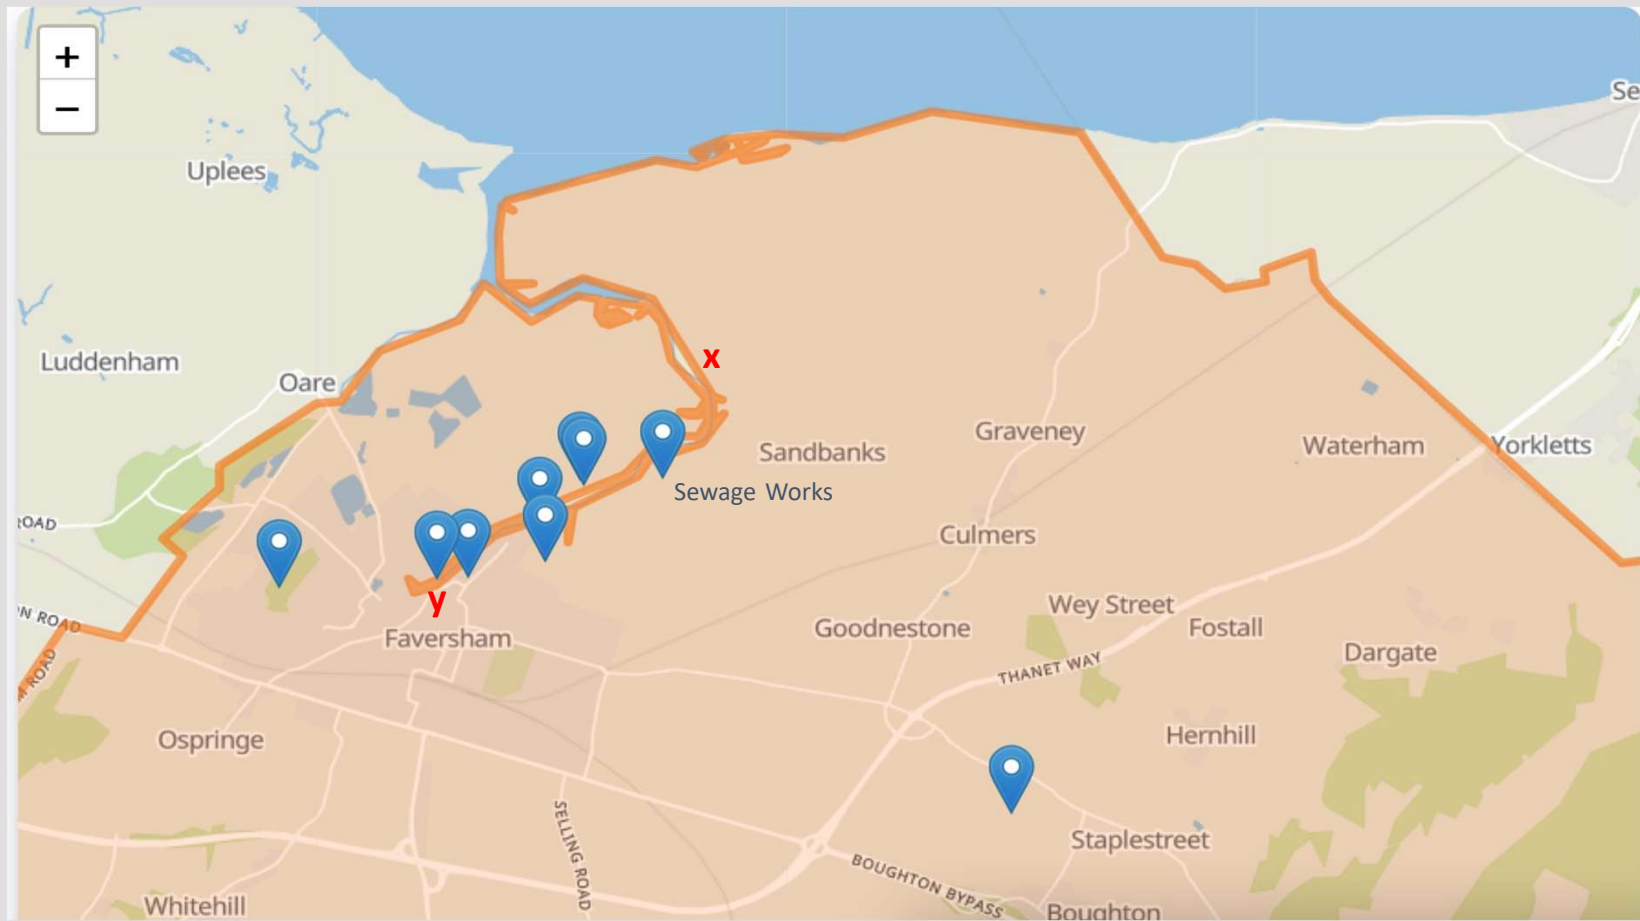 +
−
Se
Uplees
Luddenham
Oare
x
Graveney
Sandbanks
Waterham
Yorkletts
Sewage Works
ROAD
Culmers
y
Wey Street
N ROAD
Faversham
Goodnestone
Fostall
Dargate
M ROAD
THANET WAY
Ospringe
Hernhill
SELLING ROAD
Staplestreet
BOUGHTON BYPASS
Whitehill
Boughton